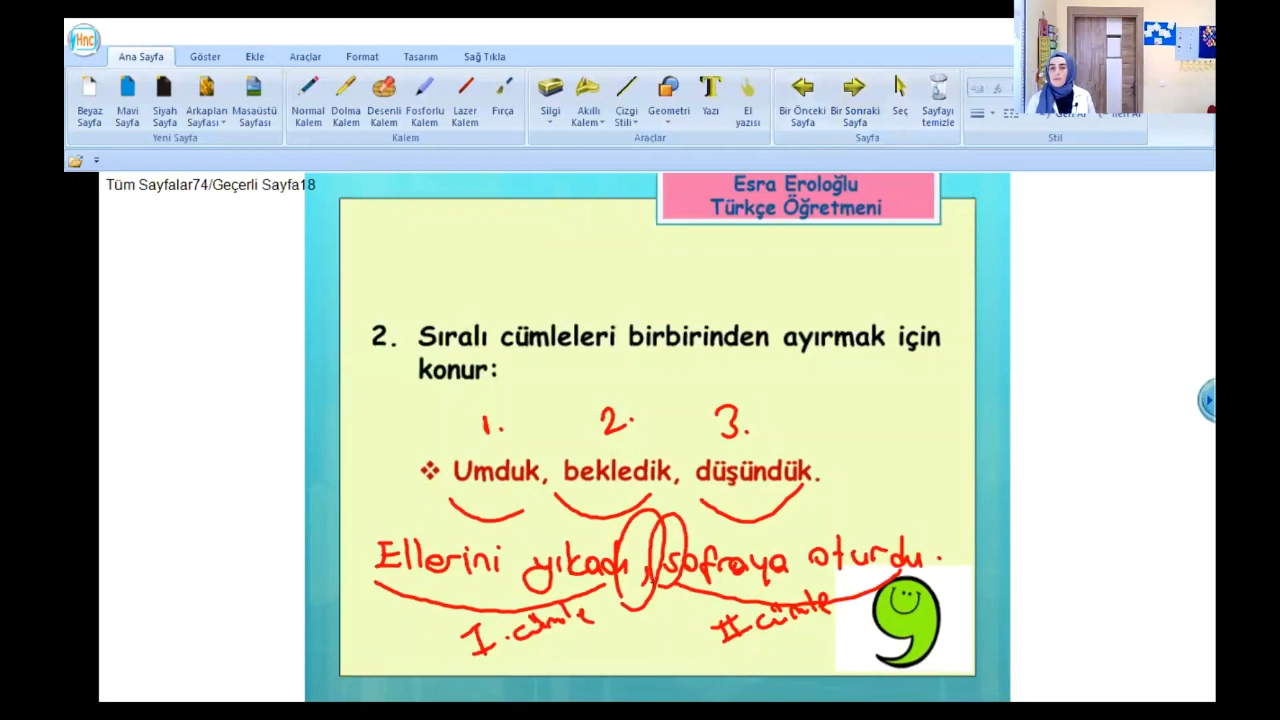 Hnc
Ana Sayfa Göster Ekle Araçlar Format Tasarım Sağ Tıkla
Beyaz Sayfa Mavi Sayfa Siyah Sayfa Arkaplan Sayfası Masaüstü Sayfası
Yeni Sayfa
Normal Kalem Dolma Kalem Desenli Kalem Fosforlu Kalem Lazer Kalem Fırça
Kalem
Silgi Akıllı Kalem Çizgi Stili Geometri Yazı El yazısı
Araçlar
Bir Önceki Sayfa Bir Sonraki Sayfa Seç Sayfayı temizle
Sayfa
Stil
Tüm Sayfalar74/Geçerli Sayfa18
Esra Eroloğlu
Türkçe Öğretmeni
2. Sıralı cümleleri birbirinden ayırmak için
konur:
1. 2. 3.
❖ Umduk, bekledik, düşündük.
Ellerini yıkadı, sofraya oturdu.
I. cümle II cümle